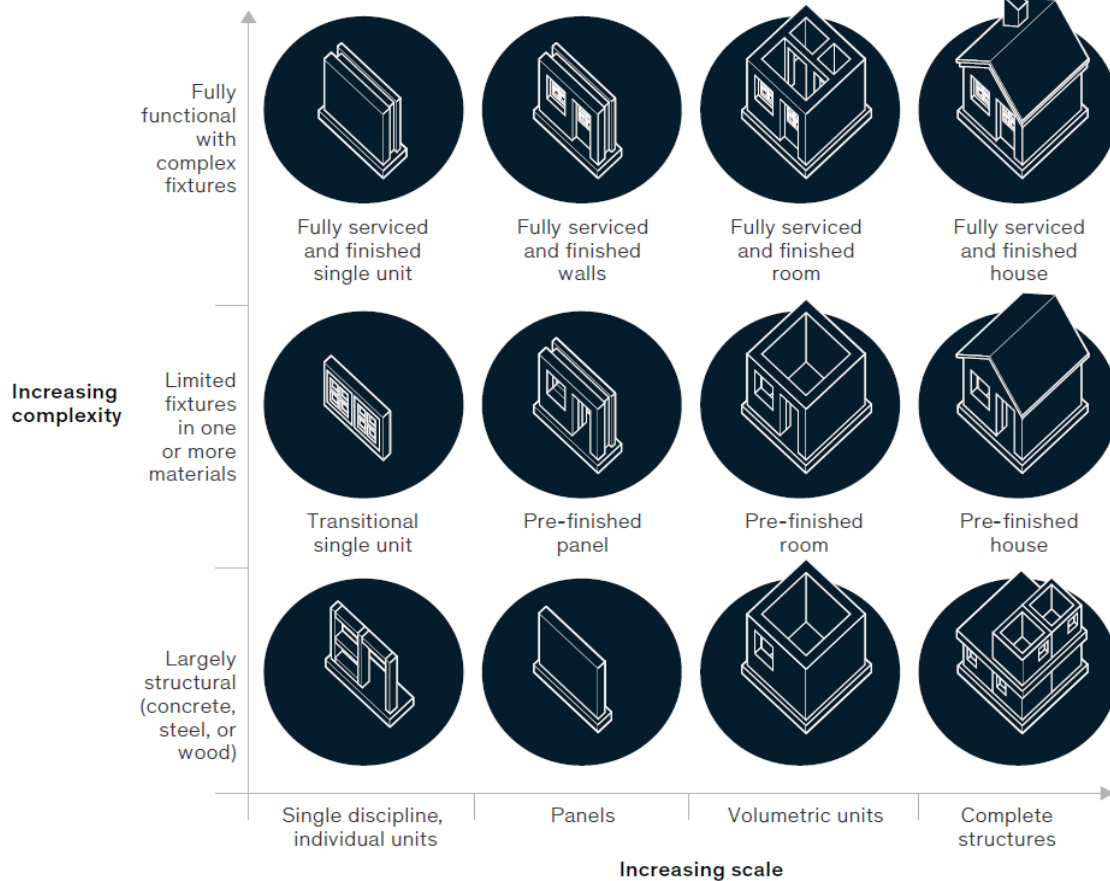 Fully
functional
with
complex
fixtures
Fully serviced
and finished
single unit
Fully serviced
and finished
walls
Fully serviced
and finished
room
Fully serviced
and finished
house
Increasing
complexity
Limited
fixtures
in one
or more
materials
Transitional
single unit
Pre-finished
panel
Pre-finished
room
Pre-finished
house
Largely
structural
(concrete,
steel, or
wood)
Single discipline,
individual units
Panels
Volumetric units
Complete
structures
Increasing scale